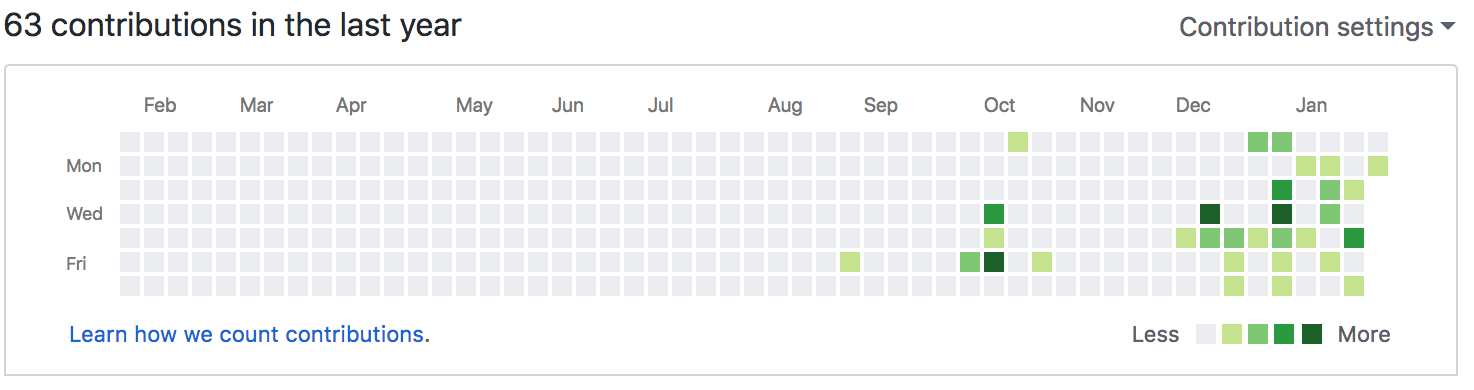 63 contributions in the last year
Contribution settings
Feb Mar Apr May Jun Jul Aug Sep Oct Nov Dec Jan
Mon
Wed
Fri
Learn how we count contributions.
Less More